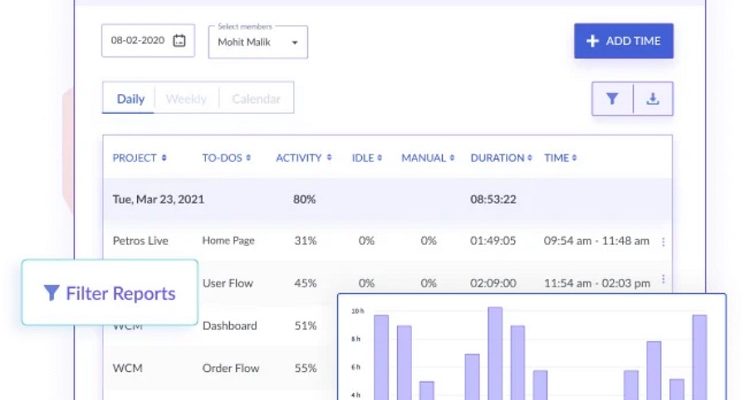 Select members
08-02-2020 Mohit Malik + ADD TIME
Daily Weekly Calendar
PROJECT TO-DOS ACTIVITY IDLE MANUAL DURATION TIME
Tue, Mar 23, 2021 80% 08:53:22
Petros Live Home Page 31% 0% 0% 01:49:05 09:54 am - 11:48 am
User Flow 45% 0% 0% 02:09:00 11:54 am - 02:03 pm
Filter Reports
WCM Dashboard 51%
WCM Order Flow 55%
10 h
8 h
6 h
4 h